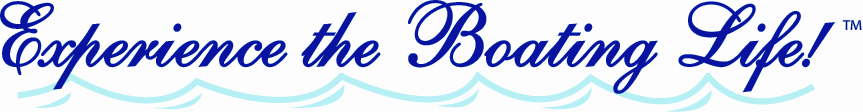 Experience the Boating Life! ™